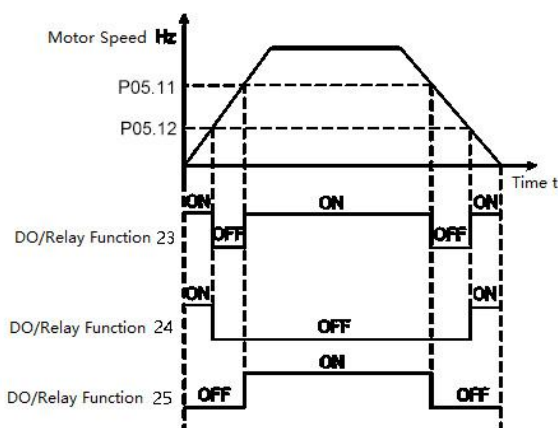 Motor Speed Hz
P05.11
P05.12
Time t
ON ON ON
DO/Relay Function 23 OFF OFF
ON ON
DO/Relay Function 24 OFF
ON
DO/Relay Function 25 OFF OFF